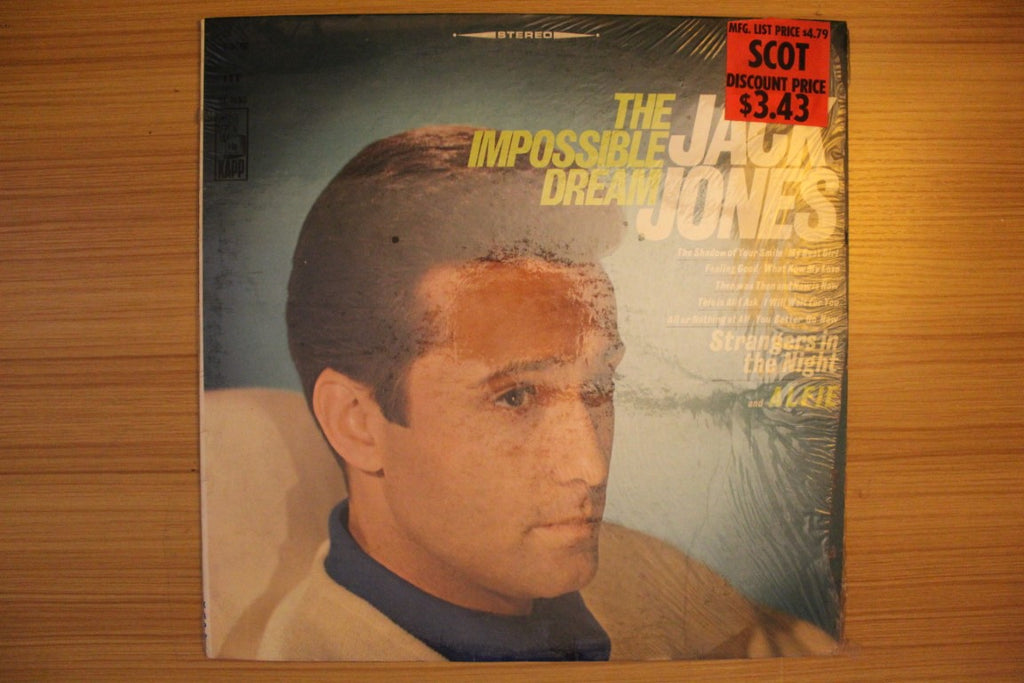 STEREO
MFG. LIST PRICE $4.79
SCOT
DISCOUNT PRICE
$3.43
KAPP
THE
IMPOSSIBLE
DREAM
JACK
JONES
The Shadow of Your Smile My Best Girl
Feeling Good What Now My Love
Then was Then and Now is Now
This is All I Ask I Will Wait for You
All or Nothing at All You Better Go Now
Strangers in
the Night
and ALFIE